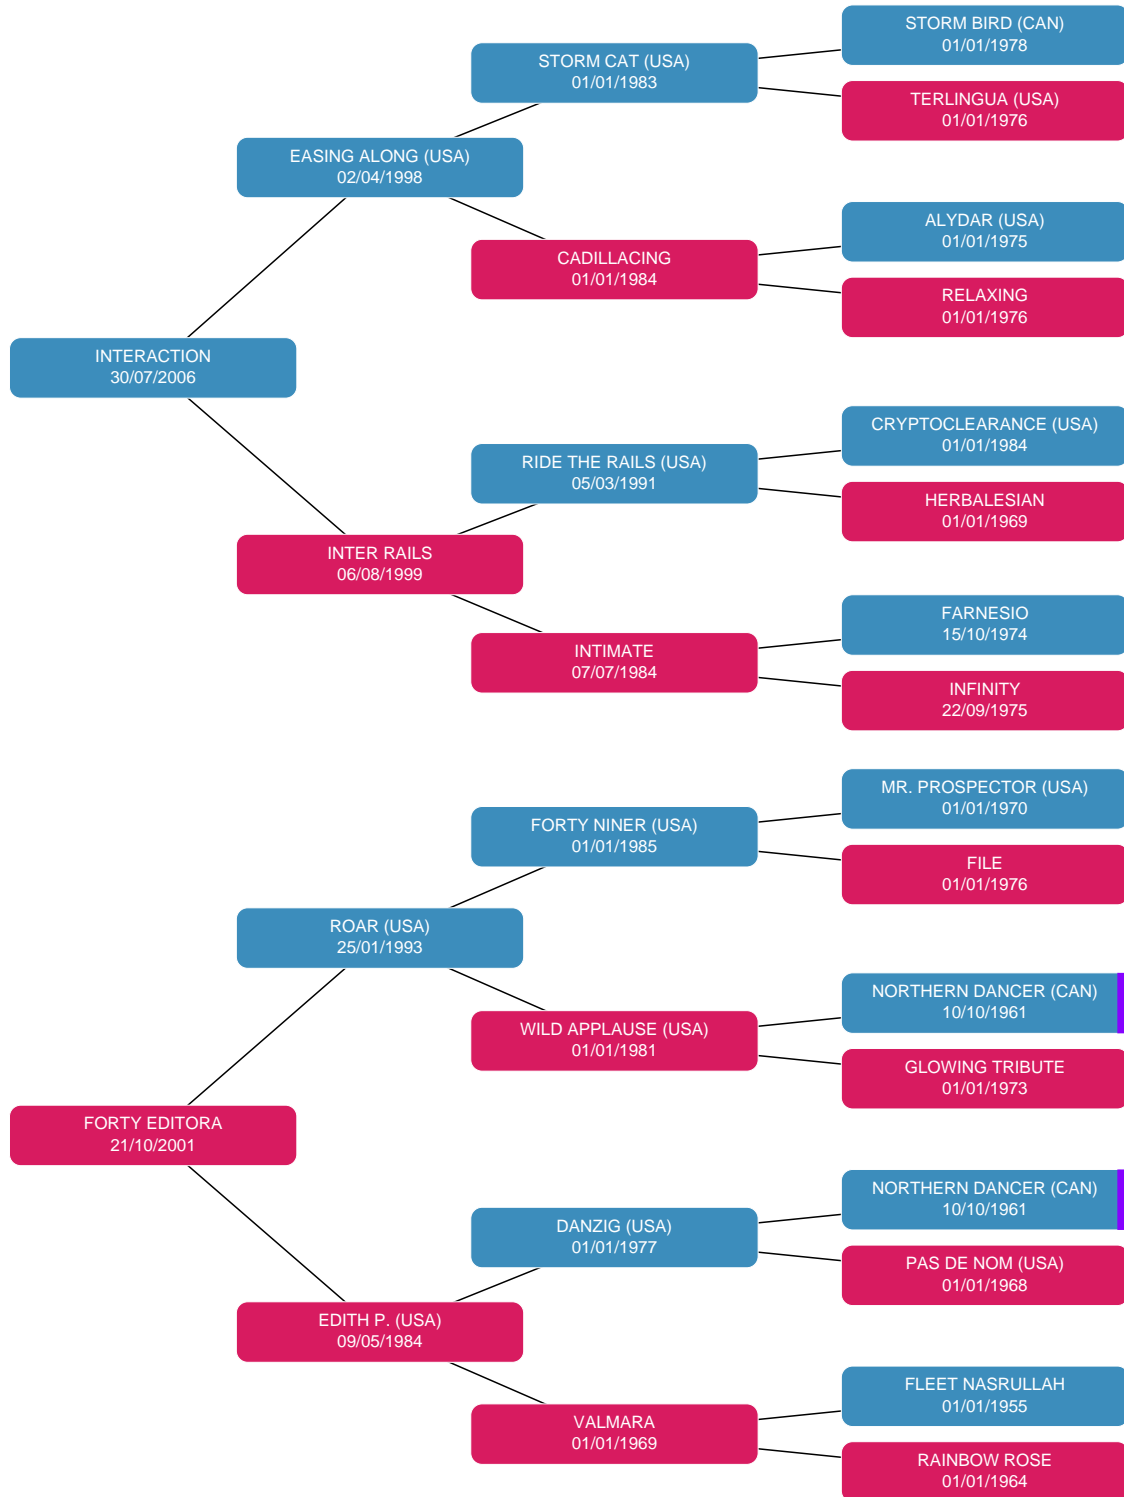 STORM BIRD (CAN)
01/01/1978
STORM CAT (USA)
01/01/1983
TERLINGUA (USA)
01/01/1976
EASING ALONG (USA)
02/04/1998
ALYDAR (USA)
01/01/1975
CADILLACING
01/01/1984
RELAXING
01/01/1976
INTERACTION
30/07/2006
CRYPTOCLEARANCE (USA)
01/01/1984
RIDE THE RAILS (USA)
05/03/1991
HERBALESIAN
01/01/1969
INTER RAILS
06/08/1999
FARNESIO
15/10/1974
INTIMATE
07/07/1984
INFINITY
22/09/1975
MR. PROSPECTOR (USA)
01/01/1970
FORTY NINER (USA)
01/01/1985
FILE
01/01/1976
ROAR (USA)
25/01/1993
NORTHERN DANCER (CAN)
10/10/1961
WILD APPLAUSE (USA)
01/01/1981
GLOWING TRIBUTE
01/01/1973
FORTY EDITORA
21/10/2001
NORTHERN DANCER (CAN)
10/10/1961
DANZIG (USA)
01/01/1977
PAS DE NOM (USA)
01/01/1968
EDITH P. (USA)
09/05/1984
FLEET NASRULLAH
01/01/1955
VALMARA
01/01/1969
RAINBOW ROSE
01/01/1964